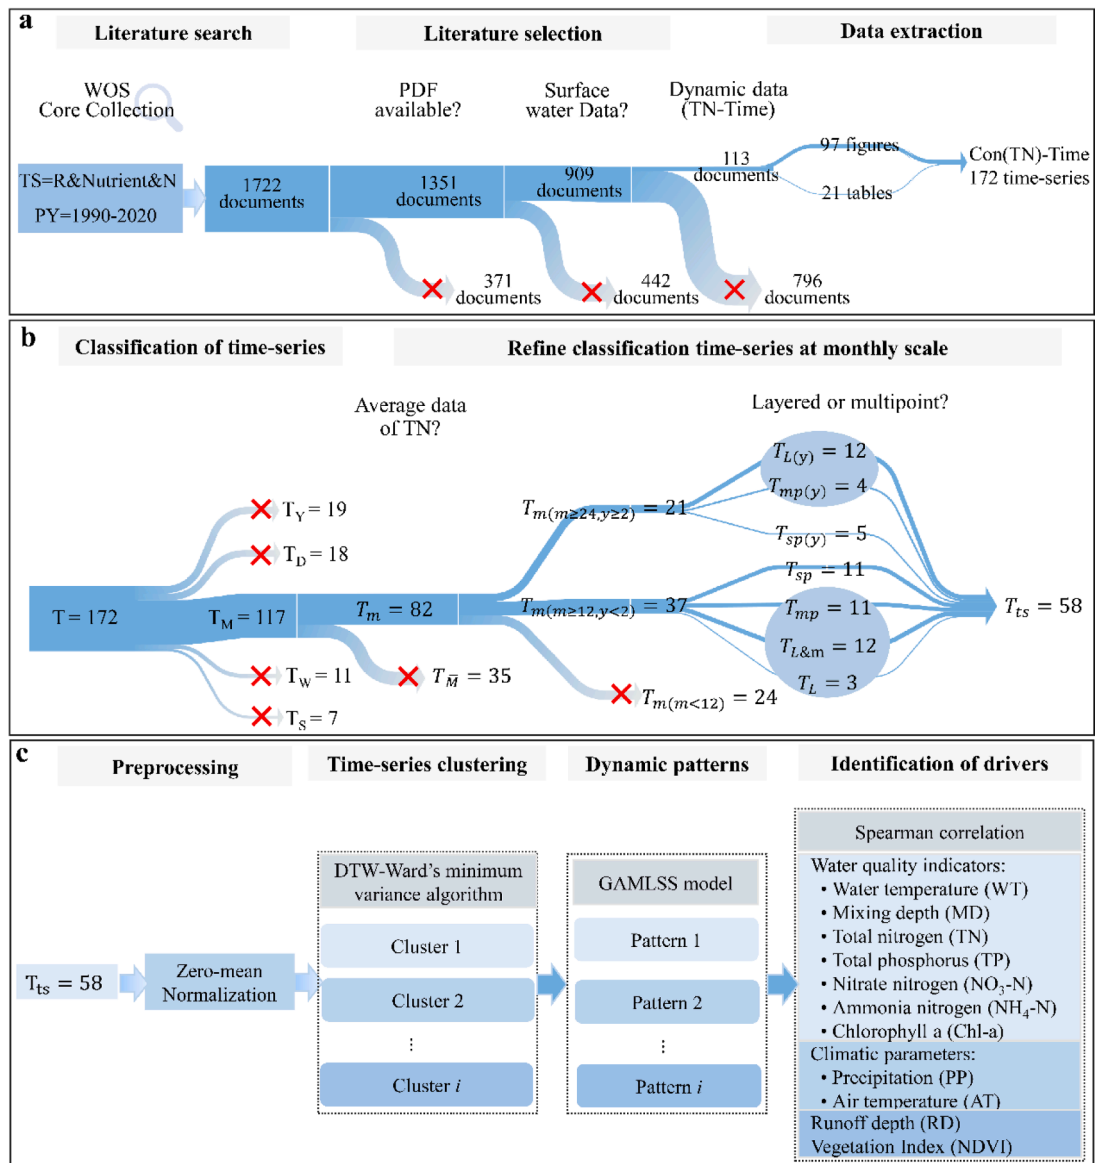 a
Literature search
Literature selection
Data extraction
WOS
Core Collection
PDF
available?
Surface
water Data?
Dynamic data
(TN-Time)
TS=R&Nutrient&N
PY=1990-2020
1722
documents
1351
documents
909
documents
113
documents
97 figures
21 tables
Con(TN)-Time
172 time-series
371
documents
442
documents
796
documents
b
Classification of time-series
Refine classification time-series at monthly scale
Average data
of TN?
Layered or multipoint?
T_Y = 19
T_D = 18
T = 172
T_M = 117
T_W = 11
T_S = 7
T_m = 82
T_M̄ = 35
T_m(m≥24,y≥2) = 21
T_m(m≥12,y<2) = 37
T_m(m<12) = 24
T_L(y) = 12
T_mp(y) = 4
T_sp(y) = 5
T_sp = 11
T_mp = 11
T_L&m = 12
T_L = 3
T_ts = 58
c
Preprocessing
Time-series clustering
Dynamic patterns
Identification of drivers
T_ts = 58
Zero-mean
Normalization
DTW-Ward's minimum
variance algorithm
Cluster 1
Cluster 2
⋮
Cluster i
GAMLSS model
Pattern 1
Pattern 2
⋮
Pattern i
Spearman correlation
Water quality indicators:
• Water temperature (WT)
• Mixing depth (MD)
• Total nitrogen (TN)
• Total phosphorus (TP)
• Nitrate nitrogen (NO₃-N)
• Ammonia nitrogen (NH₄-N)
• Chlorophyll a (Chl-a)
Climatic parameters:
• Precipitation (PP)
• Air temperature (AT)
Runoff depth (RD)
Vegetation Index (NDVI)